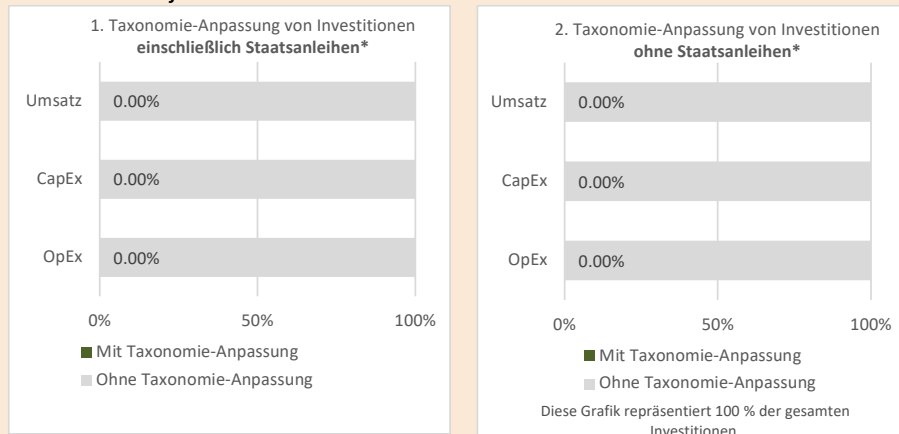 1. Taxonomie-Anpassung von Investitionen
einschließlich Staatsanleihen*
Umsatz 0.00%
CapEx 0.00%
OpEx 0.00%
0% 50% 100%
Mit Taxonomie-Anpassung
Ohne Taxonomie-Anpassung
2. Taxonomie-Anpassung von Investitionen
ohne Staatsanleihen*
Umsatz 0.00%
CapEx 0.00%
OpEx 0.00%
0% 50% 100%
Mit Taxonomie-Anpassung
Ohne Taxonomie-Anpassung
Diese Grafik repräsentiert 100 % der gesamten
Investitionen